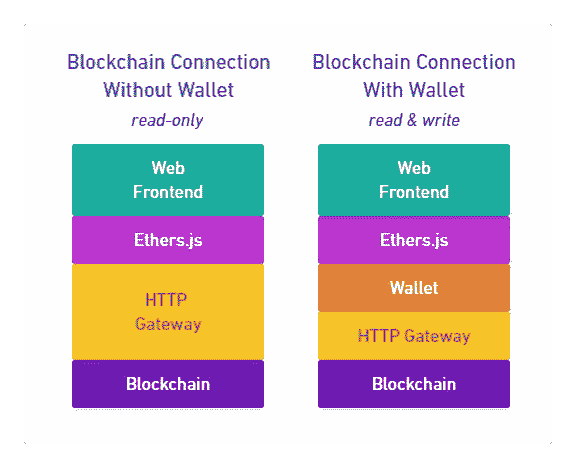 Blockchain Connection
Without Wallet
read-only
Web
Frontend
Ethers.js
HTTP
Gateway
Blockchain
Blockchain Connection
With Wallet
read & write
Web
Frontend
Ethers.js
Wallet
HTTP Gateway
Blockchain